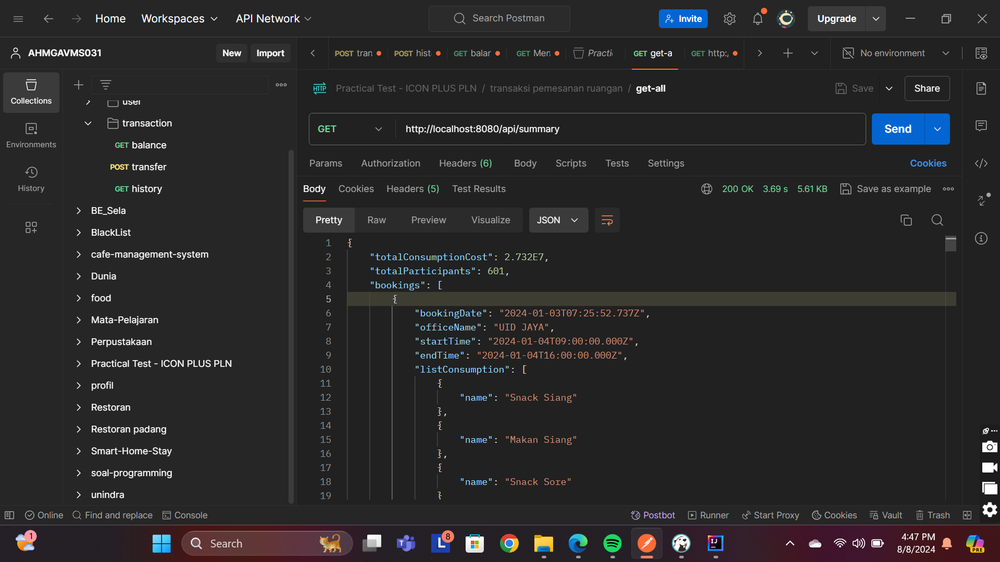 Home Workspaces API Network Search Postman Invite Upgrade
AHMGAVMS031 New Import
POST tran POST hist GET balar GET Men Practi GET get-a GET http:/ No environment
Collections
Environments
History
user
transaction
GET balance
POST transfer
GET history
BE_Sela
BlackList
cafe-management-system
Dunia
food
Mata-Pelajaran
Perpustakaan
Practical Test - ICON PLUS PLN
profil
Restoran
Restoran padang
Smart-Home-Stay
soal-programming
unindra
HTTP Practical Test - ICON PLUS PLN / transaksi pemesanan ruangan / get-all Save Share
GET http://localhost:8080/api/summary Send
Params Authorization Headers (6) Body Scripts Tests Settings Cookies
Body Cookies Headers (5) Test Results 200 OK 3.69 s 5.61 KB Save as example
Pretty Raw Preview Visualize JSON
1 {
2 "totalConsumptionCost": 2.732E7,
3 "totalParticipants": 601,
4 "bookings": [
5 {
6 "bookingDate": "2024-01-03T07:25:52.737Z",
7 "officeName": "UID JAYA",
8 "startTime": "2024-01-04T09:00:00.000Z",
9 "endTime": "2024-01-04T16:00:00.000Z",
10 "listConsumption": [
11 {
12 "name": "Snack Siang"
13 },
14 {
15 "name": "Makan Siang"
16 },
17 {
18 "name": "Snack Sore"
19 }
Online Find and replace Console Postbot Runner Start Proxy Cookies Vault Trash
1 Search T L 8 IJ 4:47 PM PRE
8/8/2024